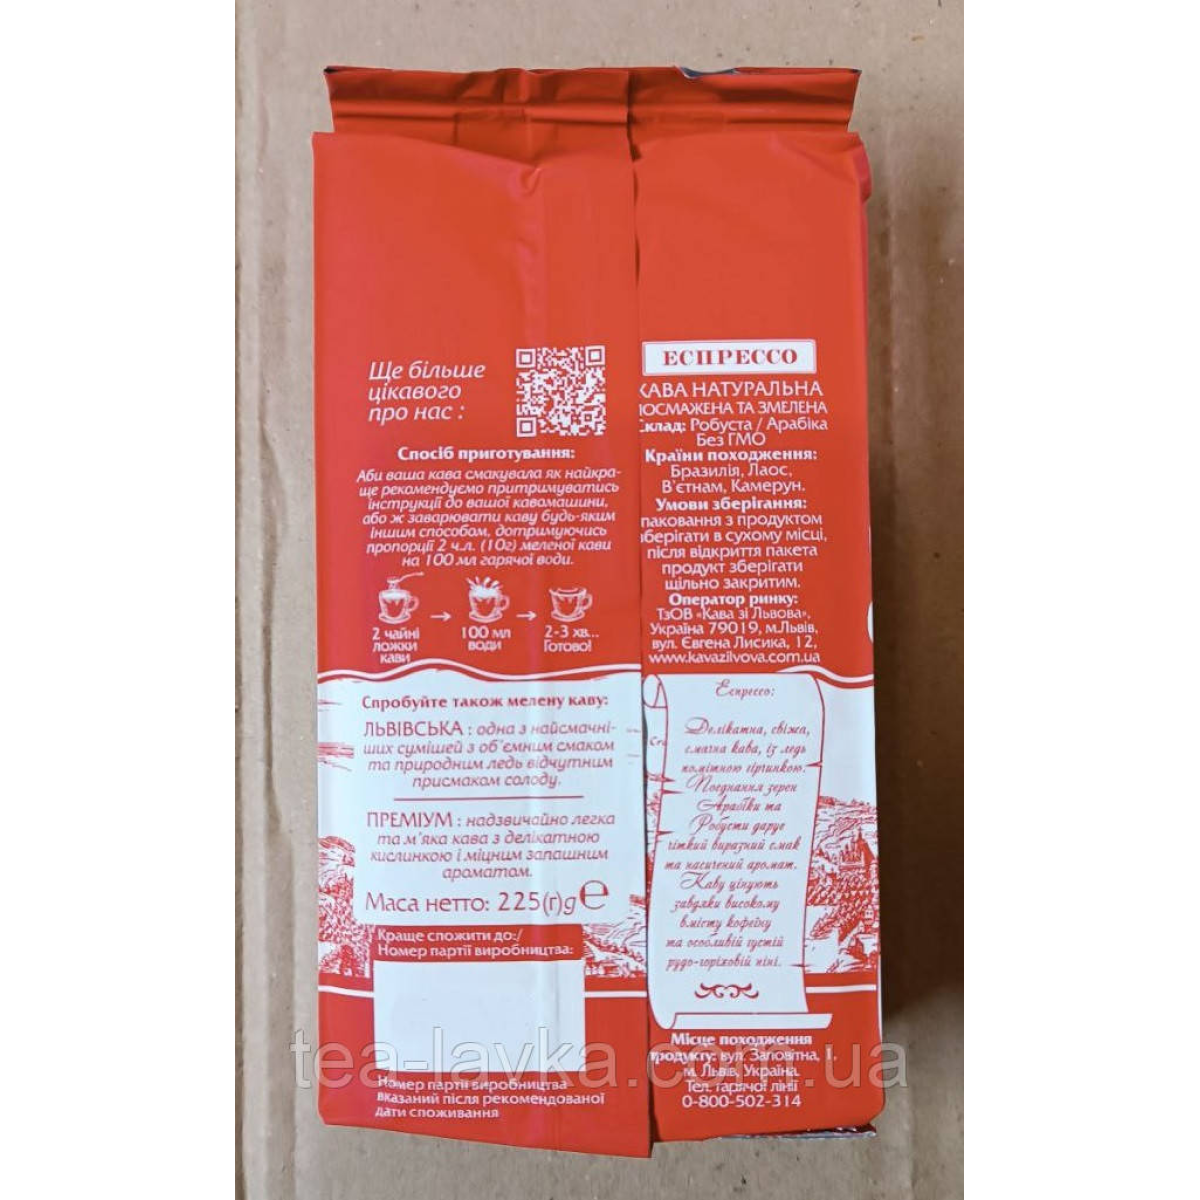 Ще більше
цікавого
про нас :
Спосіб приготування:
Аби ваша кава смакувала як найкра-
ще рекомендуємо притримуватись
інструкції до вашої кавомашини,
або ж заварювати каву будь-яким
іншим способом, дотримуючись
пропорції 2 ч.л. (10г) меленої кави
на 100 мл гарячої води.
2 чайні
ложки
кави
100 мл
води
2-3 хв...
Готово!
Спробуйте також мелену каву:
ЛЬВІВСЬКА : одна з найсмачні-
ших сумішей з об'ємним смаком
та природним ледь відчутним
присмаком солоду.
ПРЕМІУМ : надзвичайно легка
та м'яка кава з делікатною
кислинкою і міцним запашним
ароматом.
Маса нетто: 225(г)g e
Краще спожити до:/
Номер партії виробництва:
Номер партії виробництва
вказаний після рекомендованої
дати споживання
ЕСПРЕССО
КАВА НАТУРАЛЬНА
ПОСМАЖЕНА ТА ЗМЕЛЕНА
Склад: Робуста / Арабіка
Без ГМО
Країни походження:
Бразилія, Лаос,
В'єтнам, Камерун.
Умови зберігання:
паковання з продуктом
зберігати в сухому місці,
після відкриття пакета
продукт зберігати
щільно закритим.
Оператор ринку:
ТзОВ «Кава зі Львова»,
Україна 79019, м.Львів,
вул. Євгена Лисика, 12,
www.kavazilvova.com.ua
Еспрессо:
Делікатна, свіжа,
смачна кава, із ледь
помітною гірчинкою.
Поєднання зерен
Арабіки та
Робусти дарує
чіткий виразний смак
та насичений аромат.
Каву цінують
завдяки високому
вмісту кофеїну
та особливій густій
рудо-горіховій піні.
Місце походження
продукту: вул. Заповітна, 1,
м. Львів, Україна.
Тел. гарячої лінії
0-800-502-314
tea-lavka.com.ua